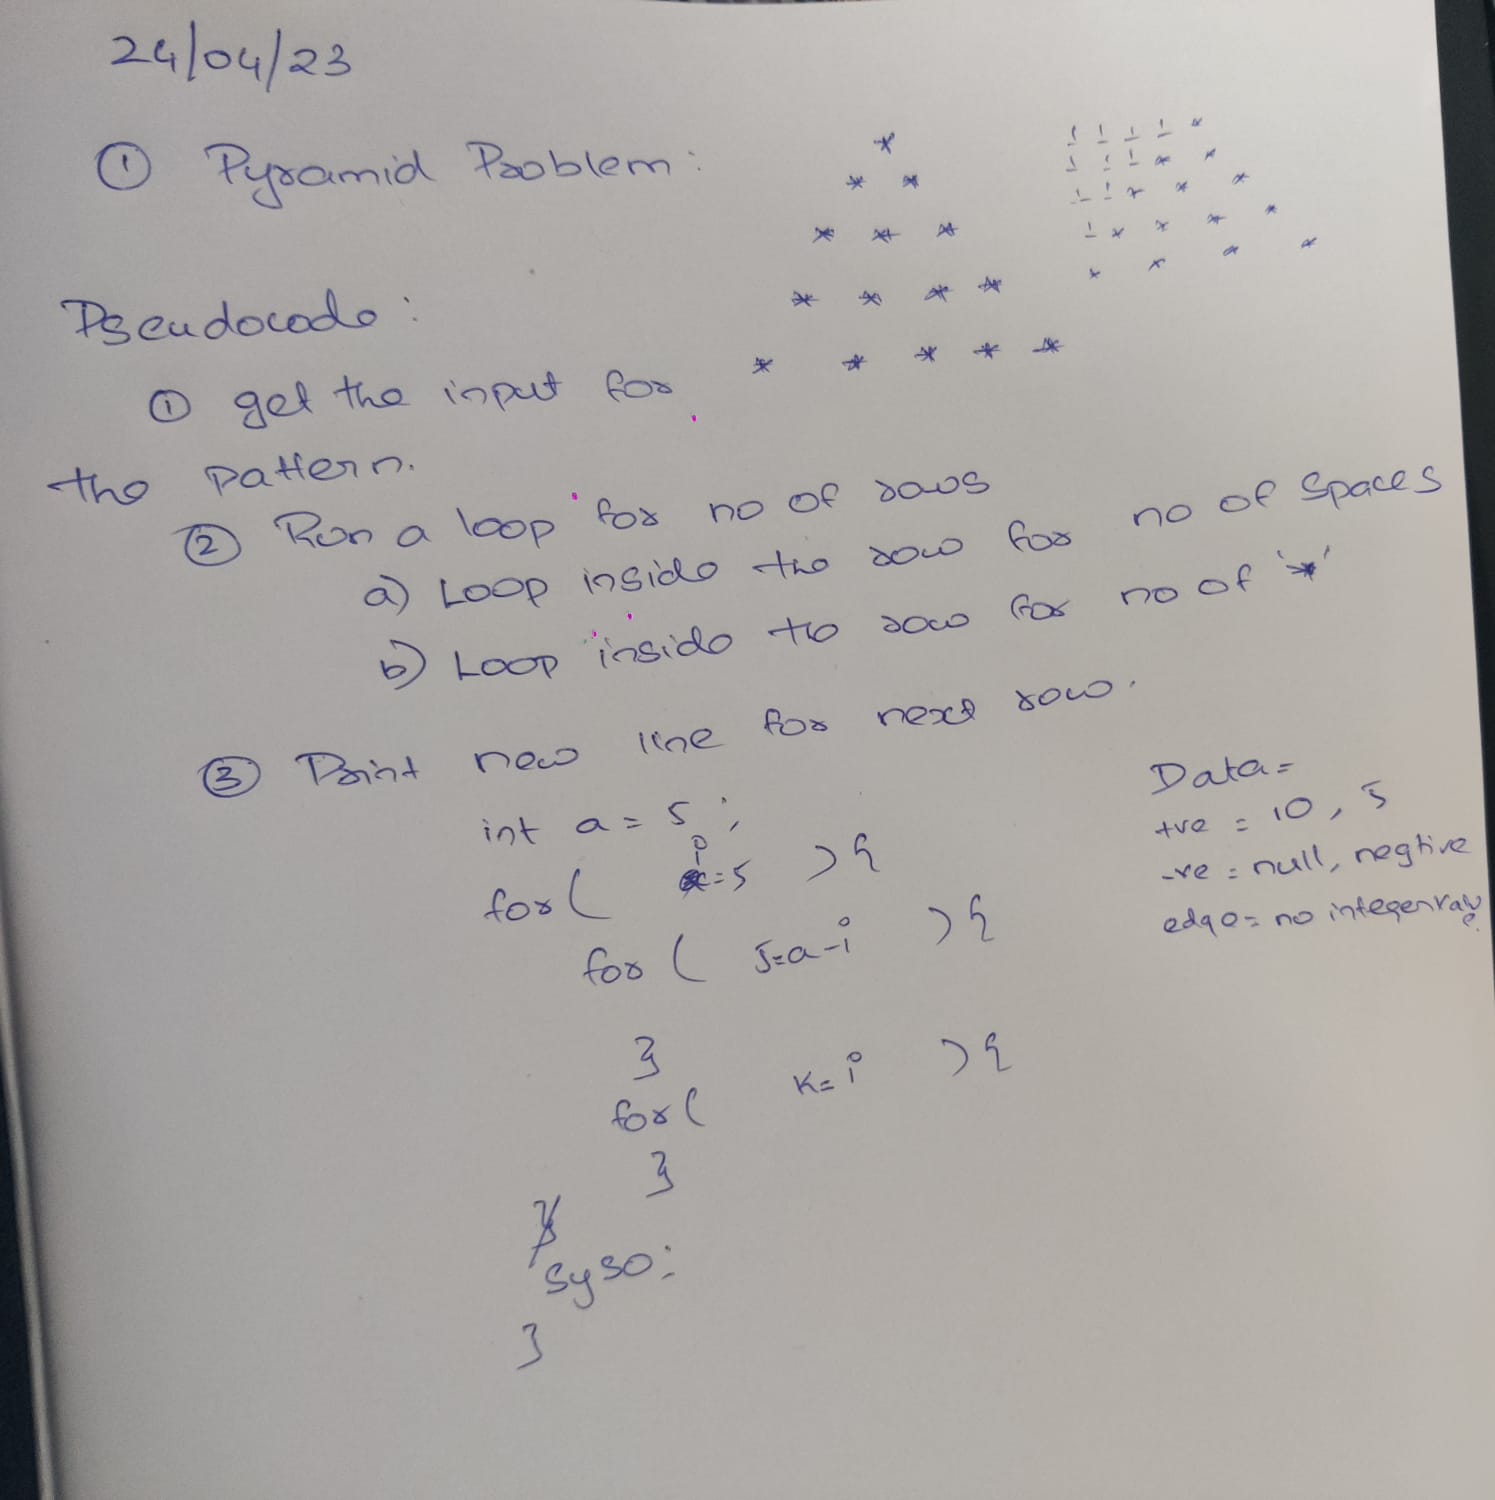 24/04/23
① Pyramid Problem:
*
* *
* * *
* * * *
* * * * *
Pseudocode:
① get the input for
the pattern.
② Run a loop for no of rows
a) Loop inside the row for no of Spaces
b) Loop inside to row for no of '*'
③ Print new line for next row.
int a = 5;
for( i=5 ){
for( J=a-i ){
}
for( k=i ){
}
Syso;
}
Data=
+ve = 10, 5
-ve = null, negtive
edge= no integer